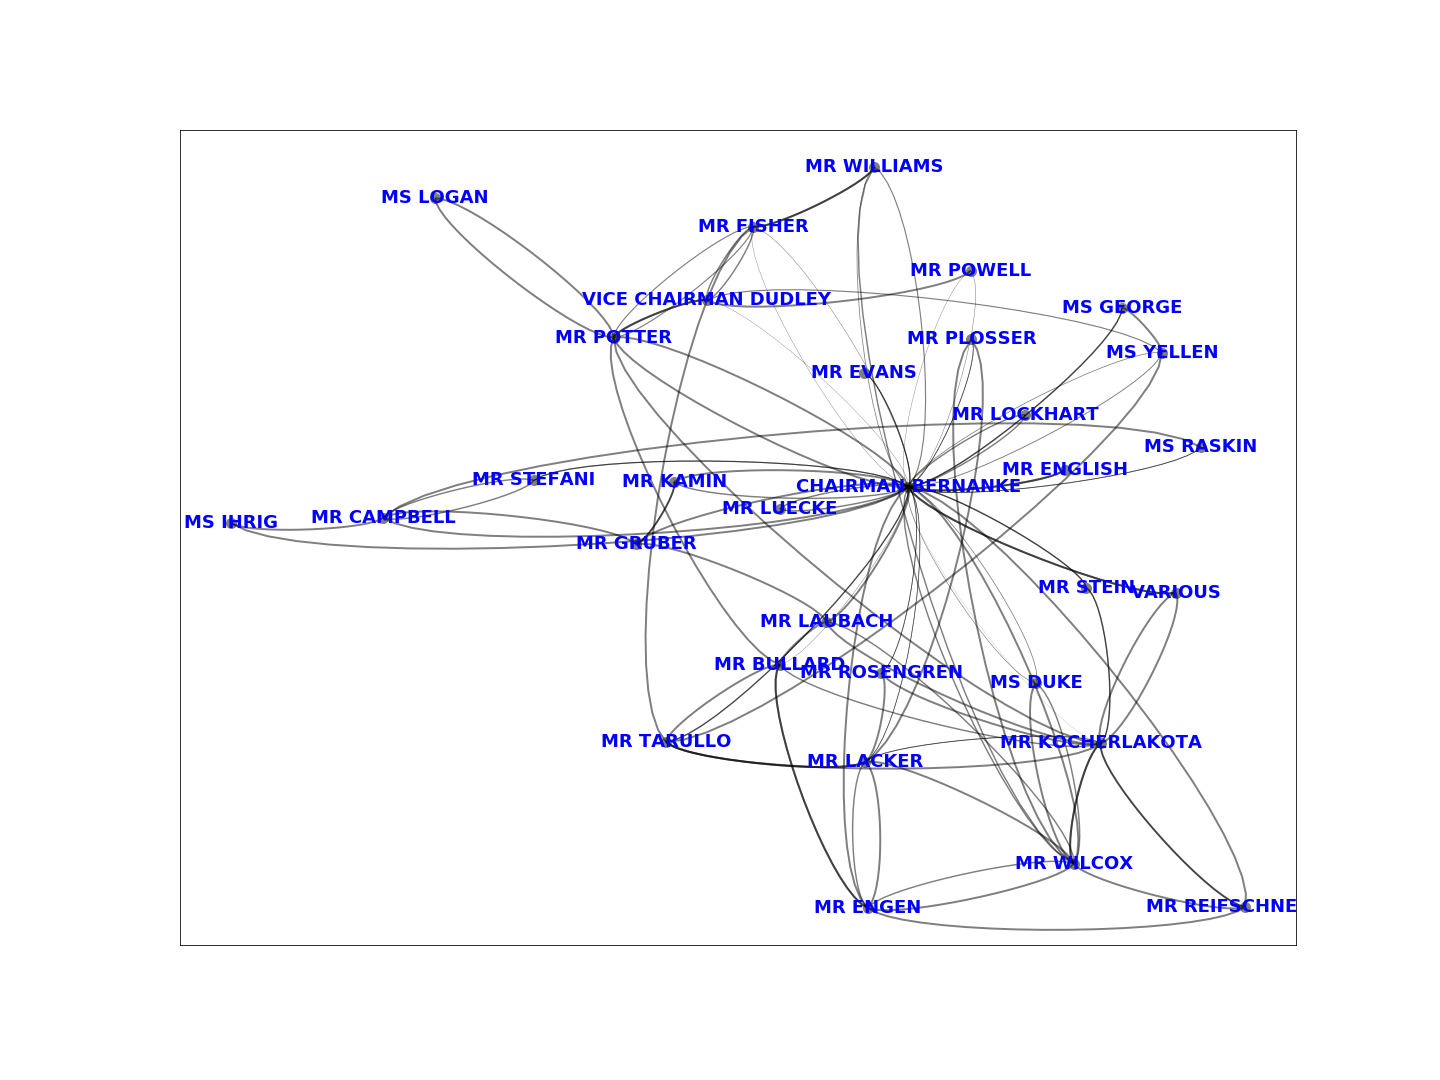 MR WILLIAMS
MS LOGAN
MR FISHER
MR POWELL
VICE CHAIRMAN DUDLEY
MS GEORGE
MR POTTER
MR PLOSSER
MS YELLEN
MR EVANS
MR LOCKHART
MS RASKIN
MR ENGLISH
MR STEFANI
MR KAMIN
CHAIRMAN BERNANKE
MR LUECKE
MS IHRIG
MR CAMPBELL
MR GRUBER
MR STEIN
VARIOUS
MR LAUBACH
MR BULLARD
MR ROSENGREN
MS DUKE
MR TARULLO
MR KOCHERLAKOTA
MR LACKER
MR WILCOX
MR ENGEN
MR REIFSCHNE